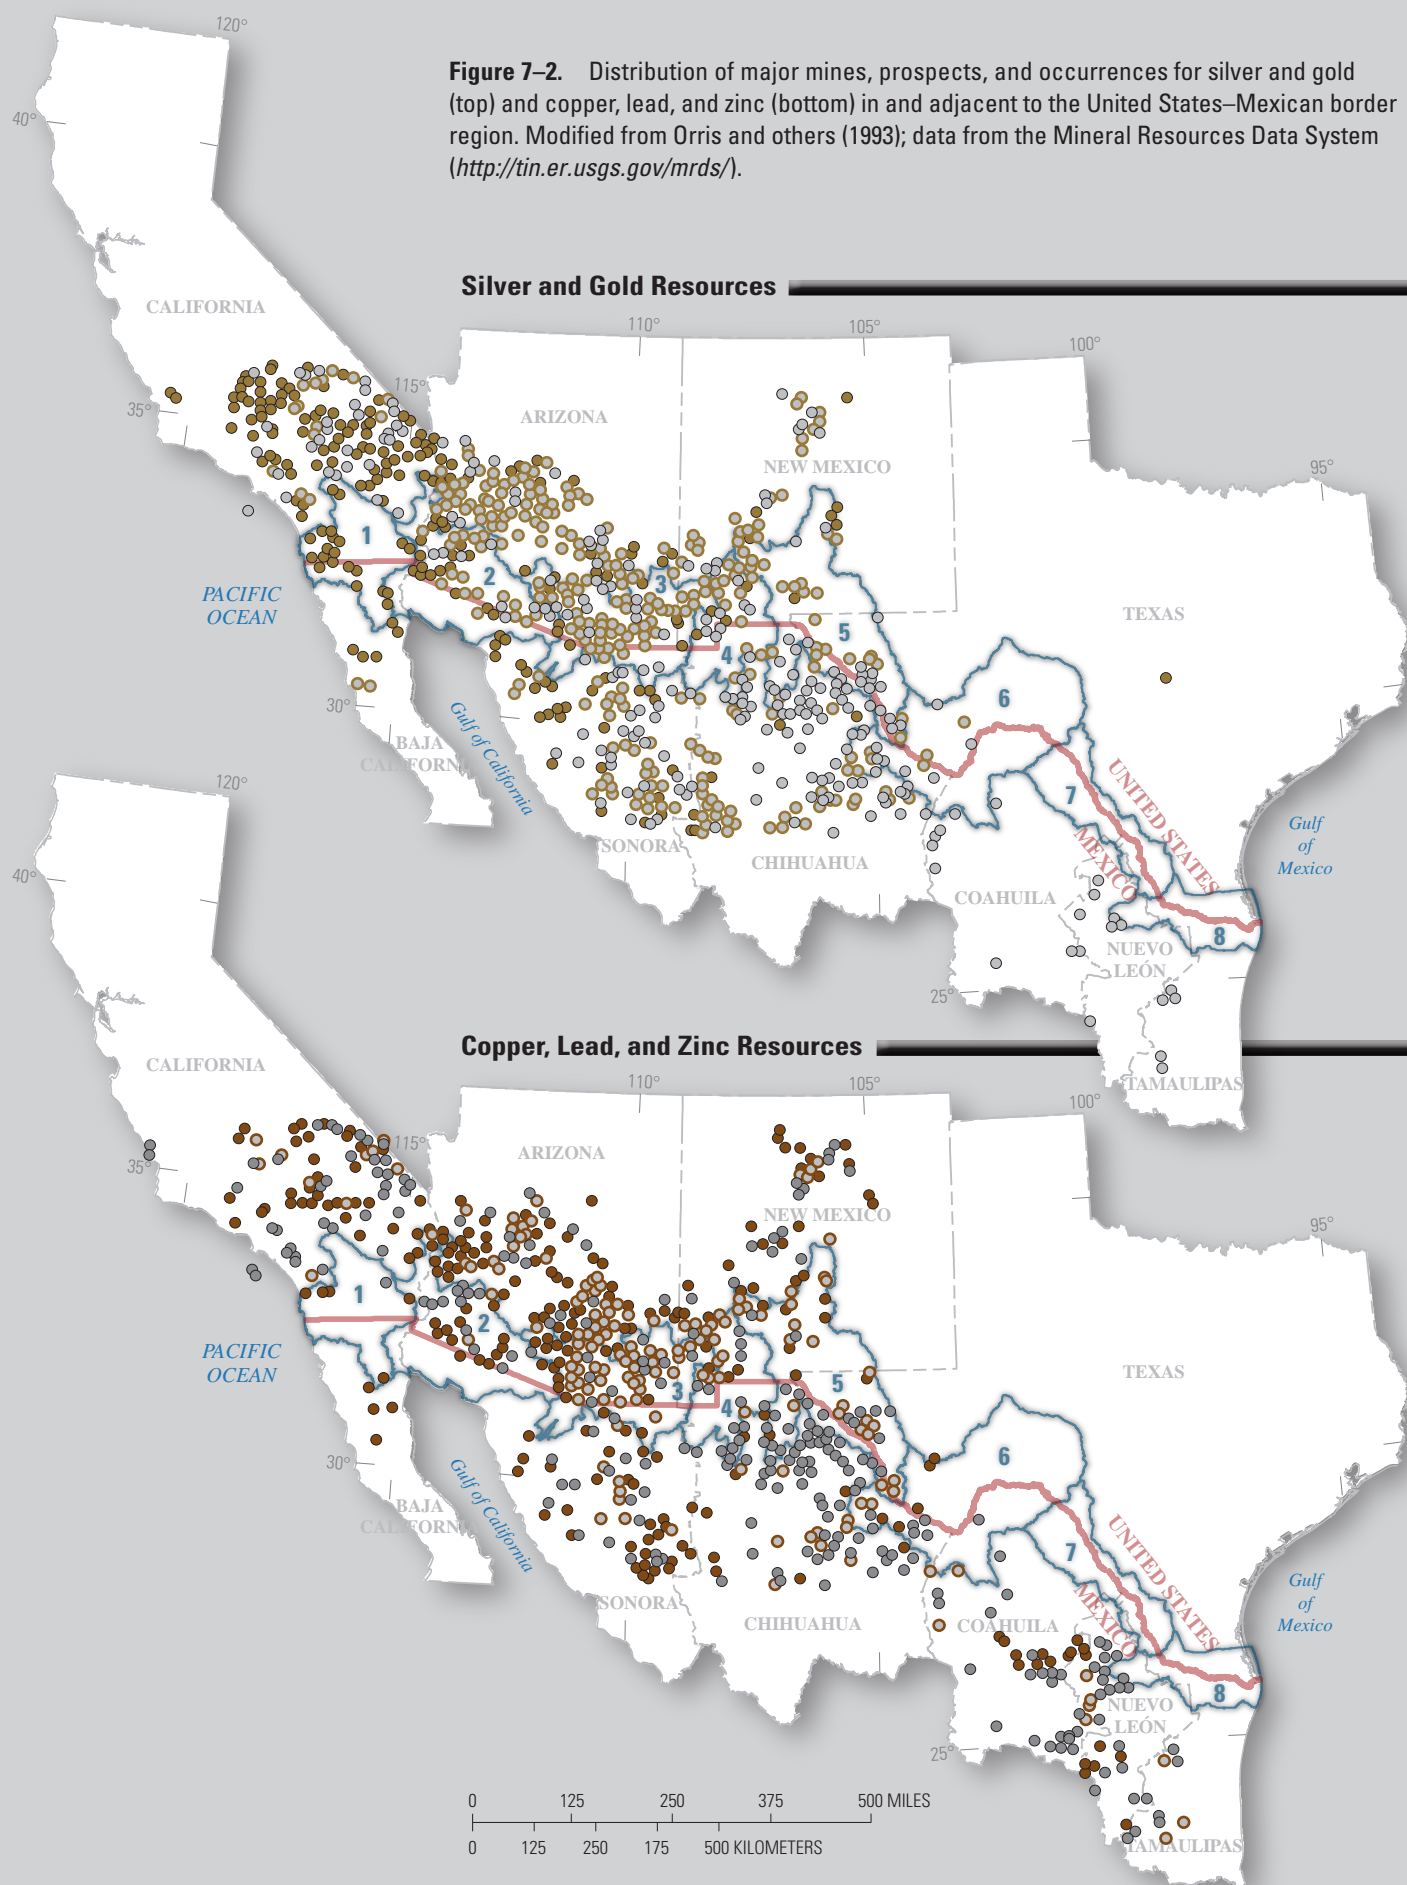 120°
Figure 7–2. Distribution of major mines, prospects, and occurrences for silver and gold
(top) and copper, lead, and zinc (bottom) in and adjacent to the United States–Mexican border
region. Modified from Orris and others (1993); data from the Mineral Resources Data System
(http://tin.er.usgs.gov/mrds/).
40°
Silver and Gold Resources
CALIFORNIA
110°
105°
100°
115°
35°
ARIZONA
NEW MEXICO
95°
1
2
3
PACIFIC
OCEAN
TEXAS
5
4
6
30°
Gulf of California
BAJA
CALIFORN
UNITED STATES
7
MEXICO
Gulf
of
Mexico
SONORA
CHIHUAHUA
COAHUILA
8
NUEVO
LEÓN
25°
TAMAULIPAS
120°
40°
Copper, Lead, and Zinc Resources
CALIFORNIA
110°
105°
100°
115°
35°
ARIZONA
NEW MEXICO
95°
1
2
PACIFIC
OCEAN
TEXAS
5
3
4
6
30°
Gulf of California
BAJA
CALIFORN
UNITED STATES
7
MEXICO
Gulf
of
Mexico
SONORA
CHIHUAHUA
COAHUILA
8
NUEVO
LEÓN
25°
0 125 250 375 500 MILES
0 125 250 175 500 KILOMETERS
TAMAULIPAS